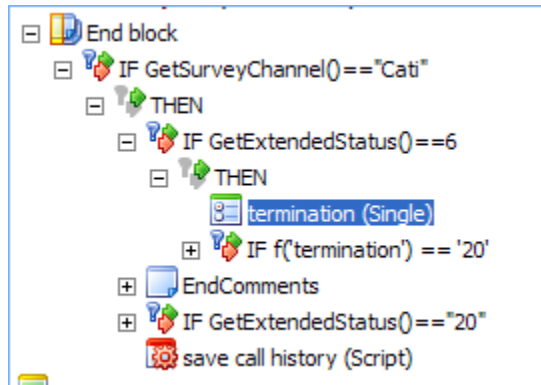 End block
IF GetSurveyChannel()=="Cati"
THEN
IF GetExtendedStatus()==6
THEN
termination (Single)
IF f('termination') == '20'
EndComments
IF GetExtendedStatus()=="20"
save call history (Script)